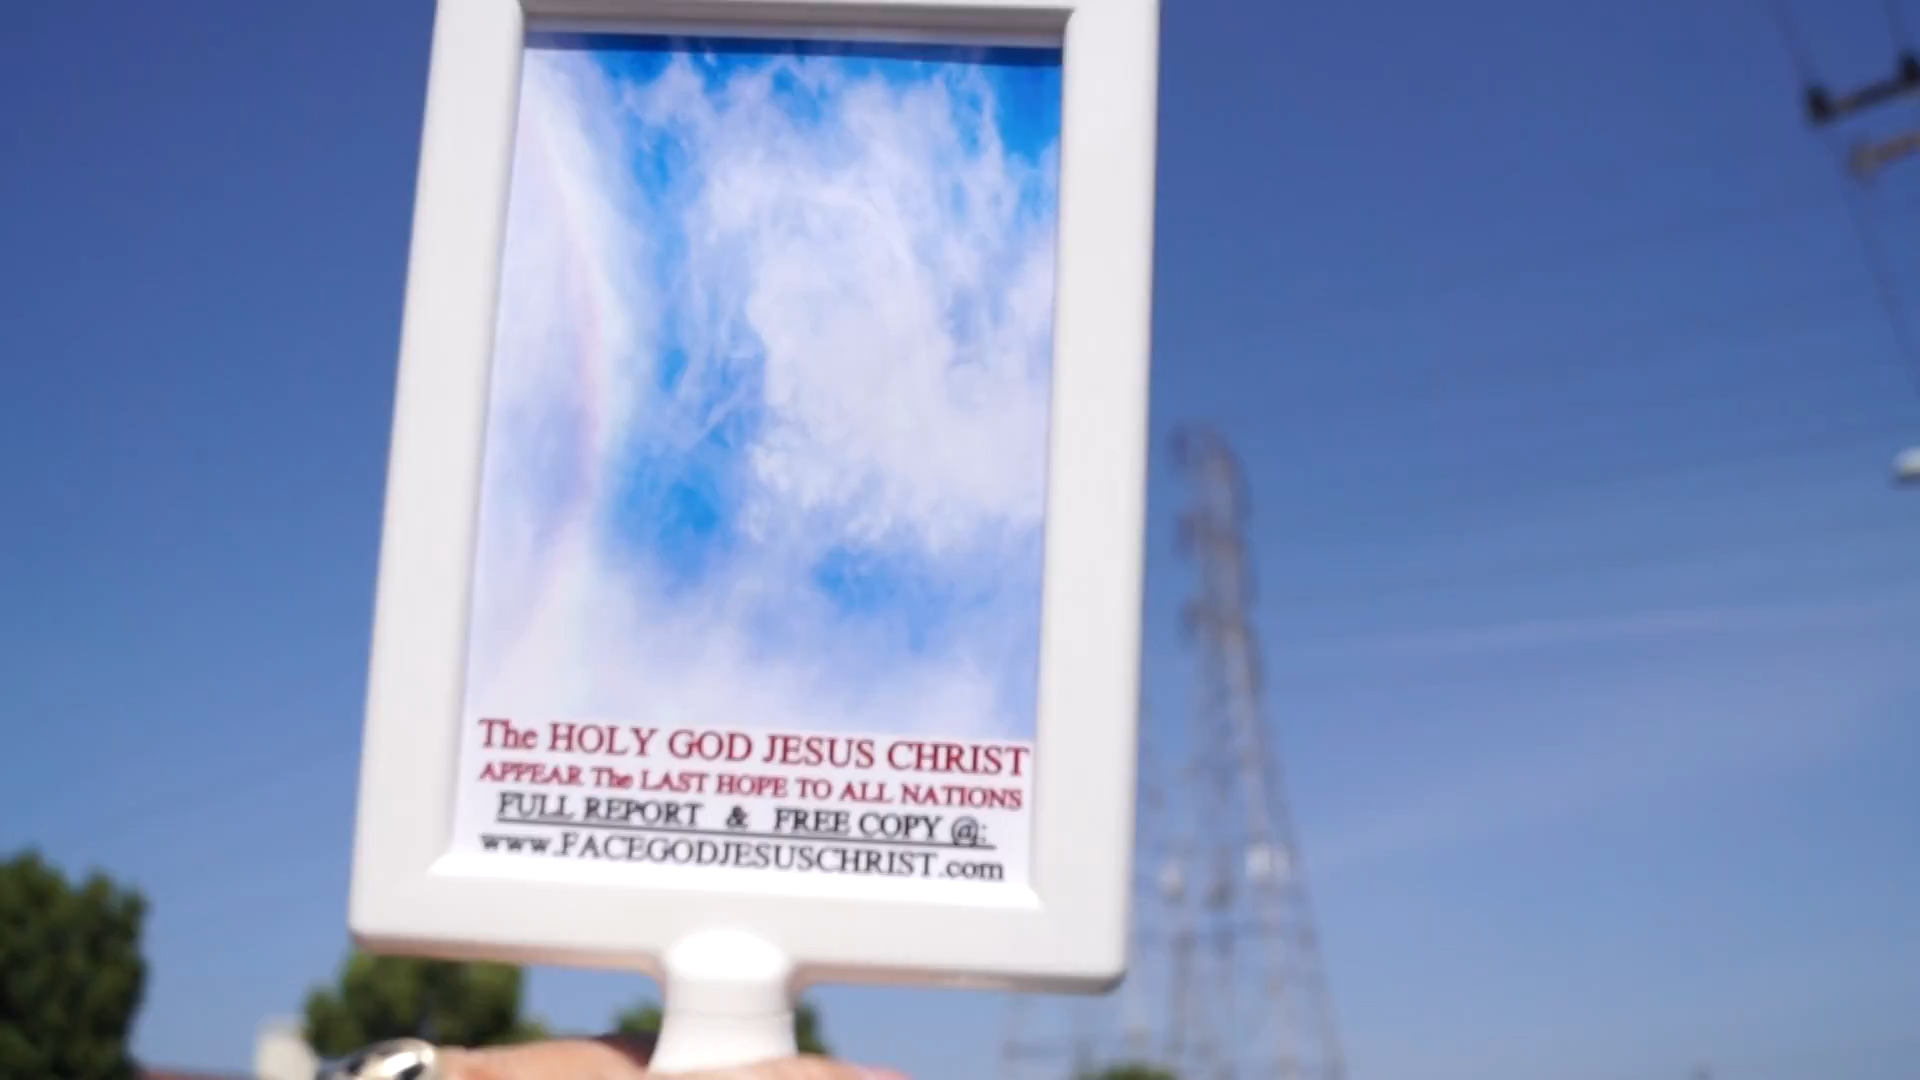 The HOLY GOD JESUS CHRIST
APPEAR The LAST HOPE TO ALL NATIONS
FULL REPORT & FREE COPY @:
www.FACEGODJESUSCHRIST.com